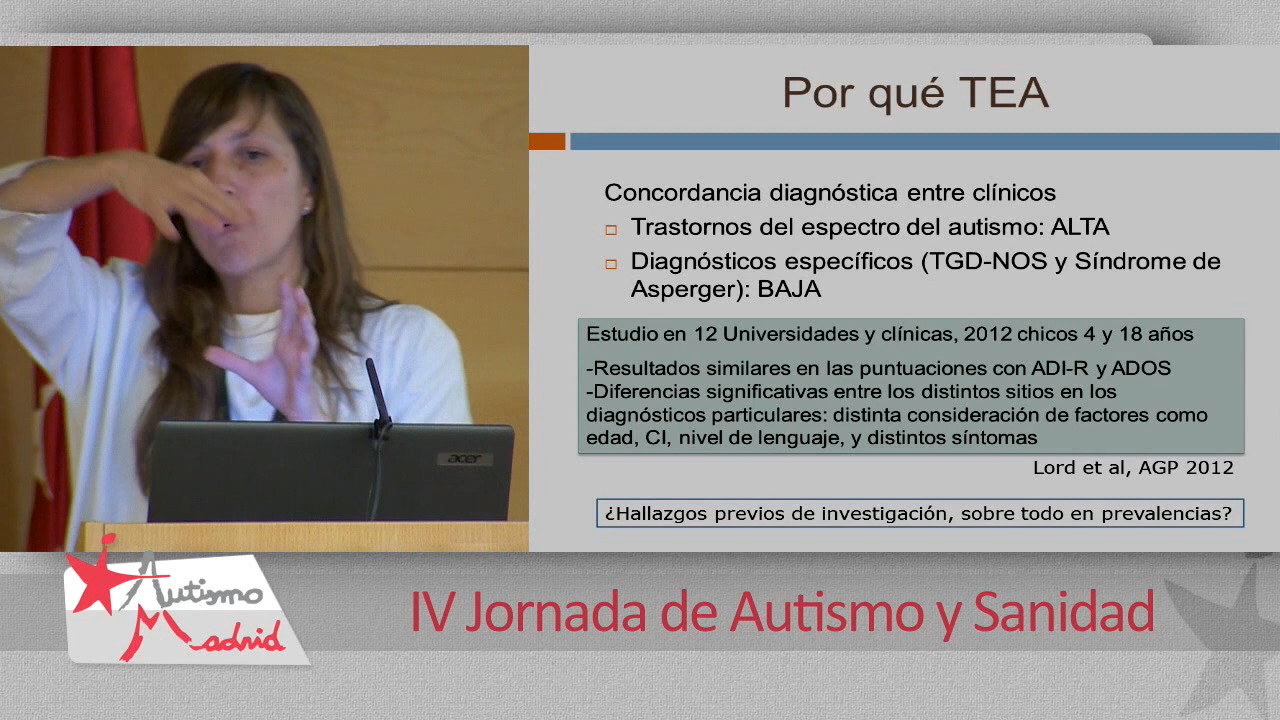 Por qué TEA
Concordancia diagnóstica entre clínicos
Trastornos del espectro del autismo: ALTA
Diagnósticos específicos (TGD-NOS y Síndrome de
Asperger): BAJA
Estudio en 12 Universidades y clínicas, 2012 chicos 4 y 18 años
-Resultados similares en las puntuaciones con ADI-R y ADOS
-Diferencias significativas entre los distintos sitios en los
diagnósticos particulares: distinta consideración de factores como
edad, CI, nivel de lenguaje, y distintos síntomas
Lord et al, AGP 2012
¿Hallazgos previos de investigación, sobre todo en prevalencias?
acer
Autismo
Madrid
IV Jornada de Autismo y Sanidad